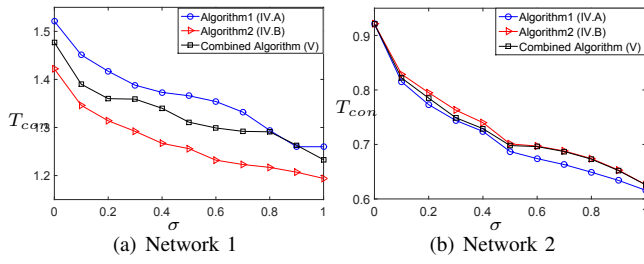 1.5
1.4
1.3
1.2
T_con
0
0.2
0.4
0.6
0.8
1
σ
Algorithm1 (IV.A)
Algorithm2 (IV.B)
Combined Algorithm (V)
(a) Network 1
0.9
0.8
0.7
0.6
T_con
0
0.2
0.4
0.6
0.8
1.0
σ
Algorithm1 (IV.A)
Algorithm2 (IV.B)
Combined Algorithm (V)
(b) Network 2